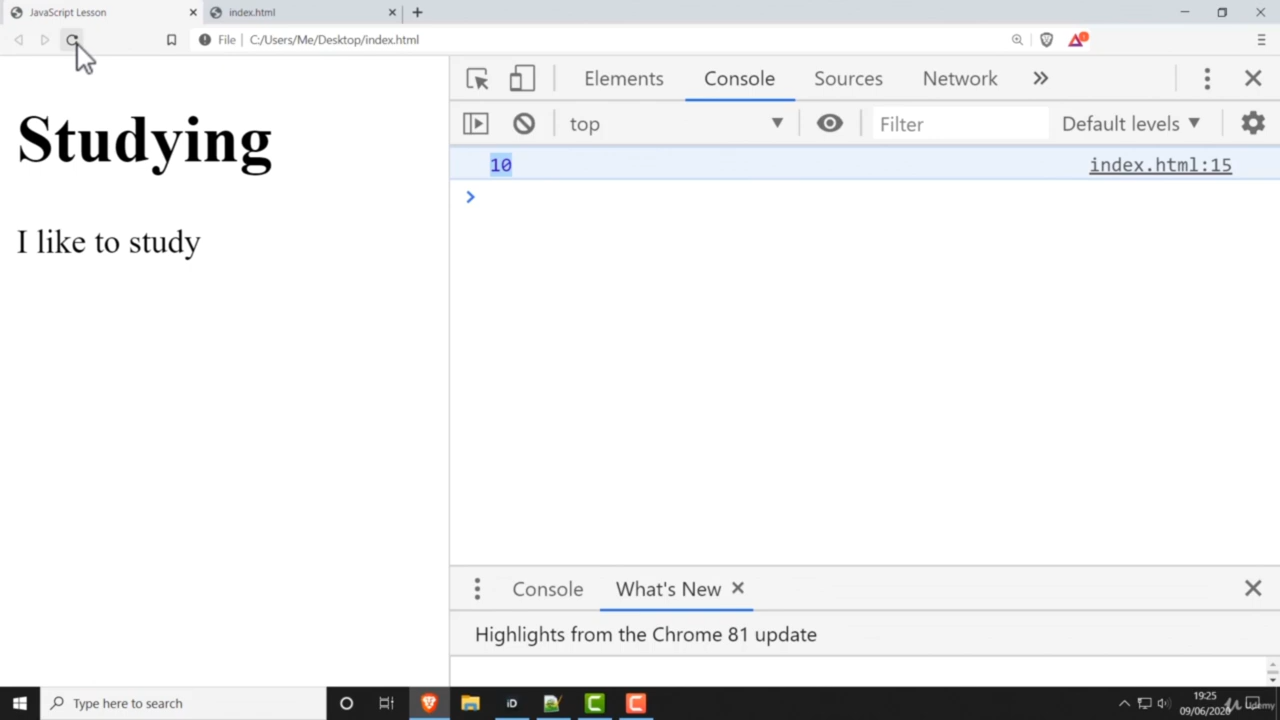 JavaScript Lesson
index.html
File | C:/Users/Me/Desktop/index.html
Studying
I like to study
Elements
Console
Sources
Network
top
Filter
Default levels
10
index.html:15
Console
What's New
Highlights from the Chrome 81 update
Type here to search
19:25
09/06/2020
Udemy